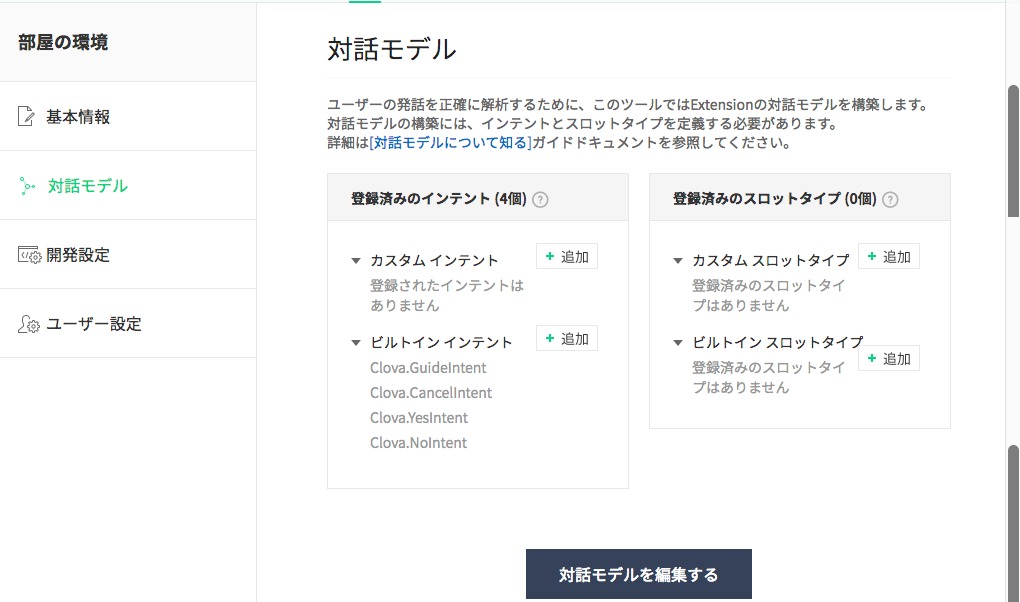 部屋の環境
基本情報
対話モデル
開発設定
ユーザー設定
対話モデル
ユーザーの発話を正確に解析するために、このツールではExtensionの対話モデルを構築します。
対話モデルの構築には、インテントとスロットタイプを定義する必要があります。
詳細は[対話モデルについて知る]ガイドドキュメントを参照してください。
登録済みのインテント (4個) ?
カスタム インテント + 追加
登録されたインテントは
ありません
ビルトイン インテント + 追加
Clova.GuideIntent
Clova.CancelIntent
Clova.YesIntent
Clova.NoIntent
登録済みのスロットタイプ (0個) ?
カスタム スロットタイプ + 追加
登録済みのスロットタイ
プはありません
ビルトイン スロットタイプ + 追加
登録済みのスロットタイ
プはありません
対話モデルを編集する